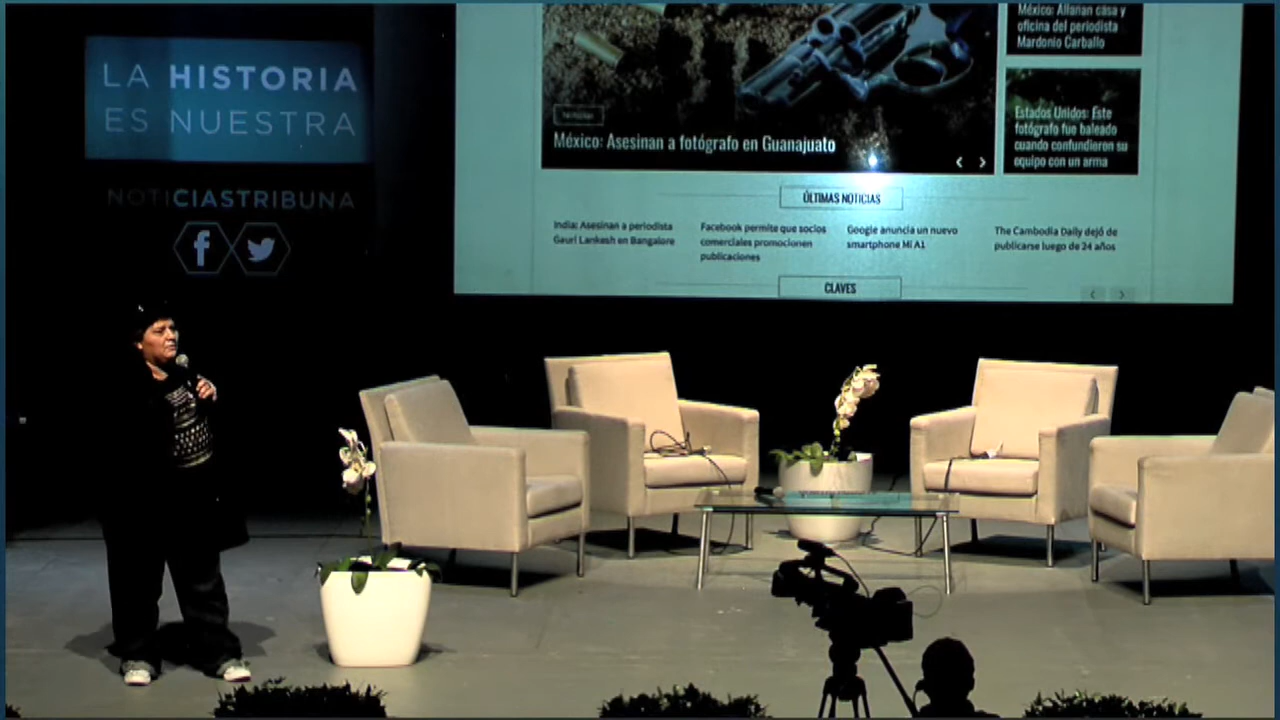 LA HISTORIA
ES NUESTRA
NOTICIASTRIBUNA
México: Allanan casa y
oficina del periodista
Mardonio Carballo
México: Asesinan a fotógrafo en Guanajuato
Estados Unidos: Este
fotógrafo fue baleado
cuando confundieron su
equipo con un arma
ÚLTIMAS NOTICIAS
India: Asesinan a periodista
Gauri Lankesh en Bangalore
Facebook permite que socios
comerciales promocionen
publicaciones
Google anuncia un nuevo
smartphone Mi A1
The Cambodia Daily dejó de
publicarse luego de 24 años
CLAVES